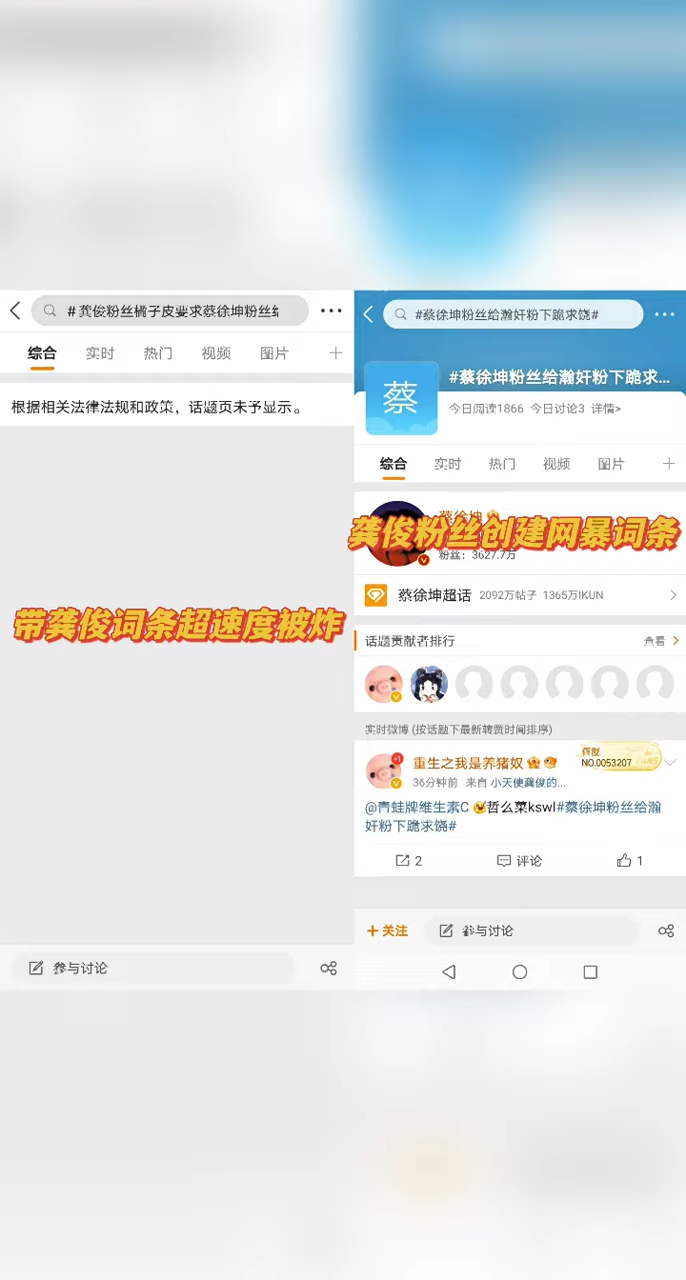 #龚俊粉丝橘子皮要求蔡徐坤粉丝给
综合 实时 热门 视频 图片
根据相关法律法规和政策，话题页未予显示。
带龚俊词条超速度被炸
参与讨论
#蔡徐坤粉丝给瀚奸粉下跪求饶#
蔡
#蔡徐坤粉丝给瀚奸粉下跪求...
今日阅读1866 今日讨论3 详情>
综合 实时 热门 视频 图片
蔡徐坤
龚俊粉丝创建网暴词条
粉丝：3627.7万
蔡徐坤超话 2092万帖子 1365万IKUN
话题贡献者排行 查看
实时微博 (按话题下最新转赞时间排序)
+1
重生之我是养猪奴
龚俊
NO.0053207
36分钟前 来自 小天使龚俊的...
@青蛙牌维生素C 哲么菜kswl#蔡徐坤粉丝给瀚
奸粉下跪求饶#
2 评论 1
+关注 参与讨论